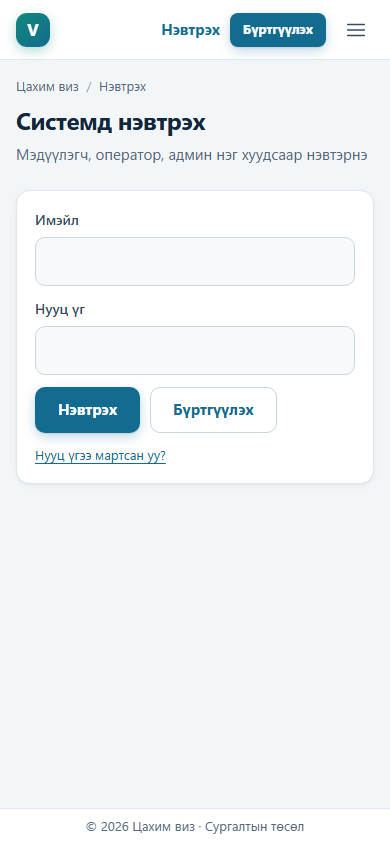 V Нэвтрэх Бүртгүүлэх
Цахим виз / Нэвтрэх
Системд нэвтрэх
Мэдүүлэгч, оператор, админ нэг хуудсаар нэвтэрнэ
Имэйл
Нууц үг
Нэвтрэх Бүртгүүлэх
Нууц үгээ мартсан уу?
© 2026 Цахим виз · Сургалтын төсөл